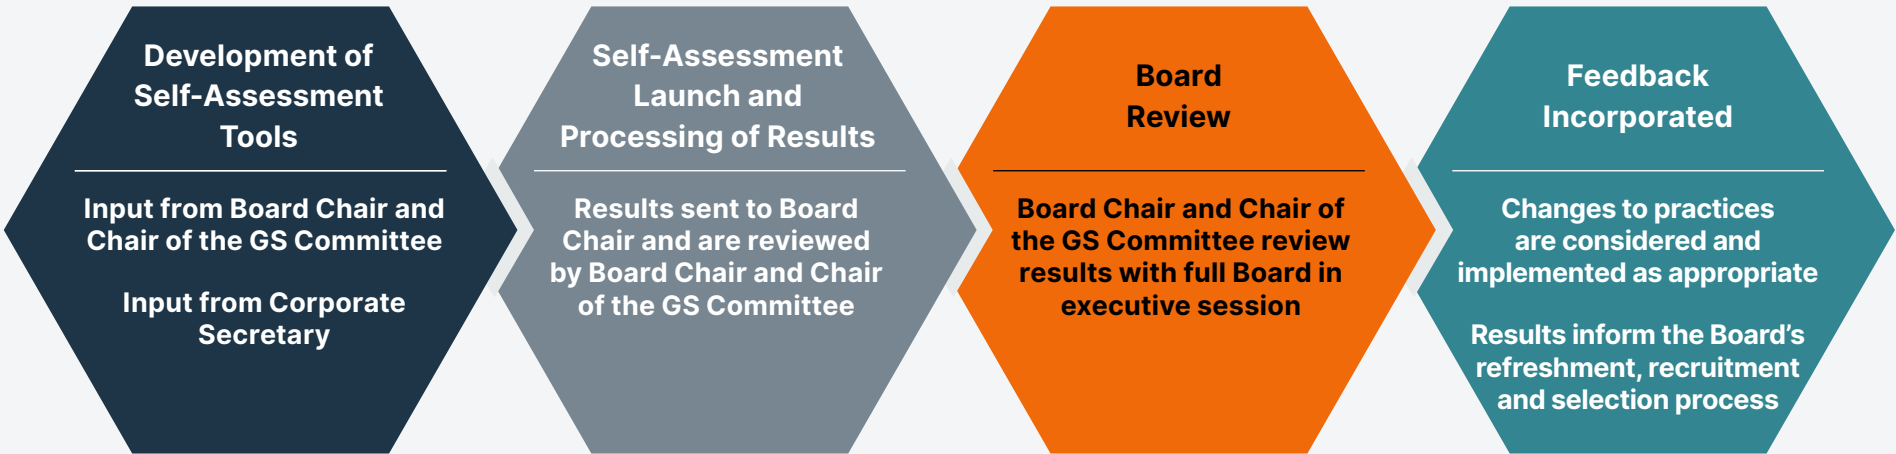 Development of
Self-Assessment
Tools
Input from Board Chair and
Chair of the GS Committee
Input from Corporate
Secretary
Self-Assessment
Launch and
Processing of Results
Results sent to Board
Chair and are reviewed
by Board Chair and Chair
of the GS Committee
Board
Review
Board Chair and Chair of
the GS Committee review
results with full Board in
executive session
Feedback
Incorporated
Changes to practices
are considered and
implemented as appropriate
Results inform the Board’s
refreshment, recruitment
and selection process